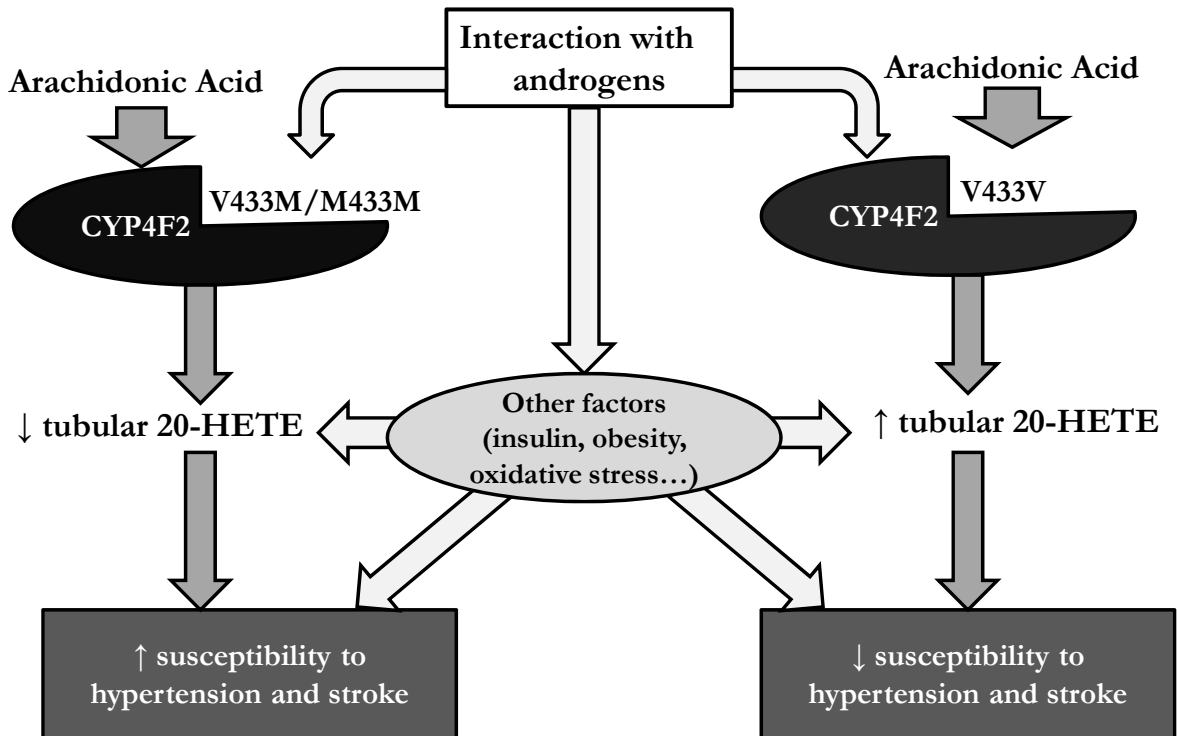 Interaction with
androgens
Arachidonic Acid
Arachidonic Acid
V433M/M433M
CYP4F2
V433V
CYP4F2
↓ tubular 20-HETE
Other factors
(insulin, obesity,
oxidative stress…)
↑ tubular 20-HETE
↑ susceptibility to
hypertension and stroke
↓ susceptibility to
hypertension and stroke